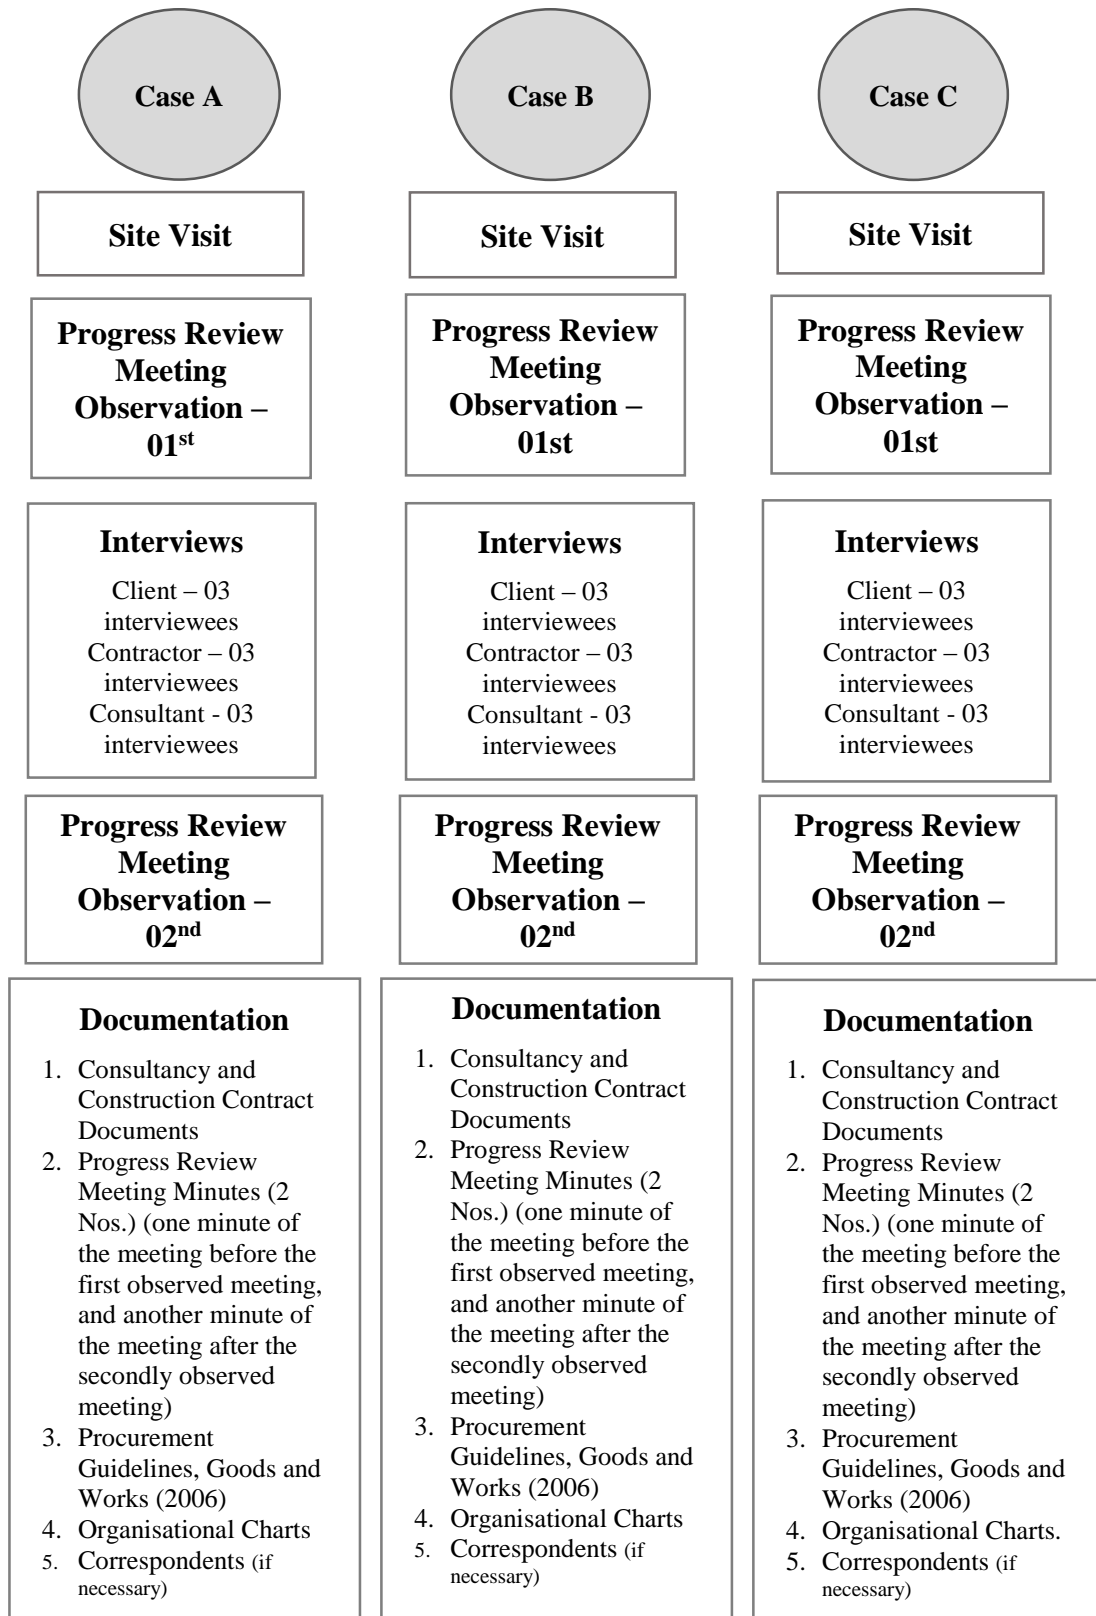 Case A
Site Visit
Progress Review
Meeting
Observation –
01st
Interviews
Client – 03
interviewees
Contractor – 03
interviewees
Consultant - 03
interviewees
Progress Review
Meeting
Observation –
02nd
Documentation
1. Consultancy and
Construction Contract
Documents
2. Progress Review
Meeting Minutes (2
Nos.) (one minute of
the meeting before the
first observed meeting,
and another minute of
the meeting after the
secondly observed
meeting)
3. Procurement
Guidelines, Goods and
Works (2006)
4. Organisational Charts
5. Correspondents (if
necessary)
Case B
Site Visit
Progress Review
Meeting
Observation –
01st
Interviews
Client – 03
interviewees
Contractor – 03
interviewees
Consultant - 03
interviewees
Progress Review
Meeting
Observation –
02nd
Documentation
1. Consultancy and
Construction Contract
Documents
2. Progress Review
Meeting Minutes (2
Nos.) (one minute of
the meeting before the
first observed meeting,
and another minute of
the meeting after the
secondly observed
meeting)
3. Procurement
Guidelines, Goods and
Works (2006)
4. Organisational Charts
5. Correspondents (if
necessary)
Case C
Site Visit
Progress Review
Meeting
Observation –
01st
Interviews
Client – 03
interviewees
Contractor – 03
interviewees
Consultant - 03
interviewees
Progress Review
Meeting
Observation –
02nd
Documentation
1. Consultancy and
Construction Contract
Documents
2. Progress Review
Meeting Minutes (2
Nos.) (one minute of
the meeting before the
first observed meeting,
and another minute of
the meeting after the
secondly observed
meeting)
3. Procurement
Guidelines, Goods and
Works (2006)
4. Organisational Charts.
5. Correspondents (if
necessary)